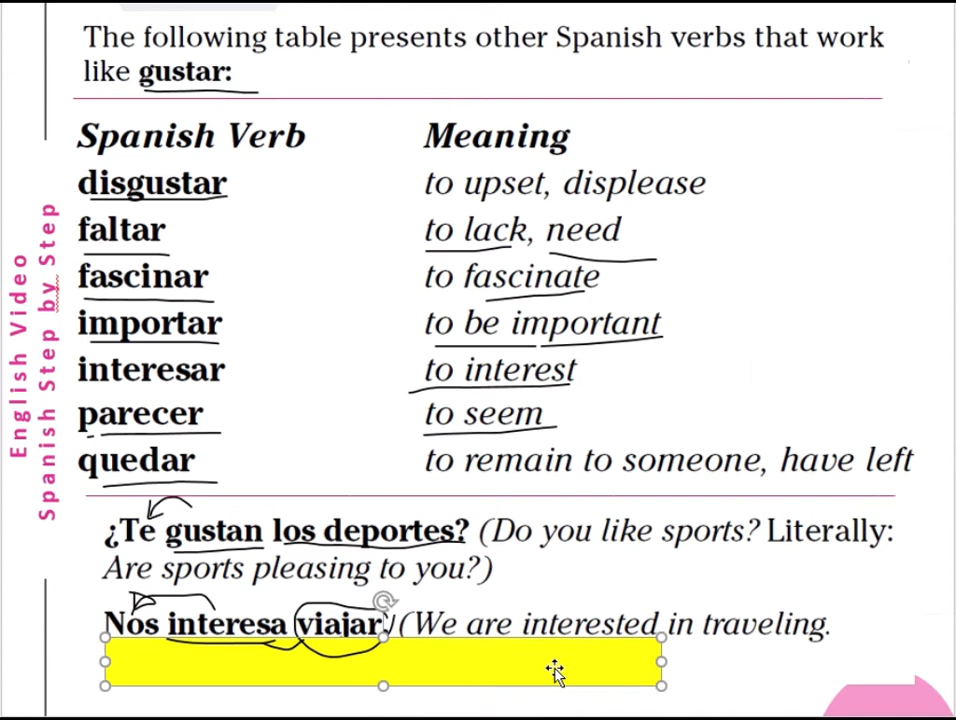 The following table presents other Spanish verbs that work
like gustar:
Spanish Verb Meaning
disgustar to upset, displease
faltar to lack, need
fascinar to fascinate
importar to be important
interesar to interest
parecer to seem
quedar to remain to someone, have left
¿Te gustan los deportes? (Do you like sports? Literally:
Are sports pleasing to you?)
Nos interesa viajar. (We are interested in traveling.
English Video
Spanish Step by Step